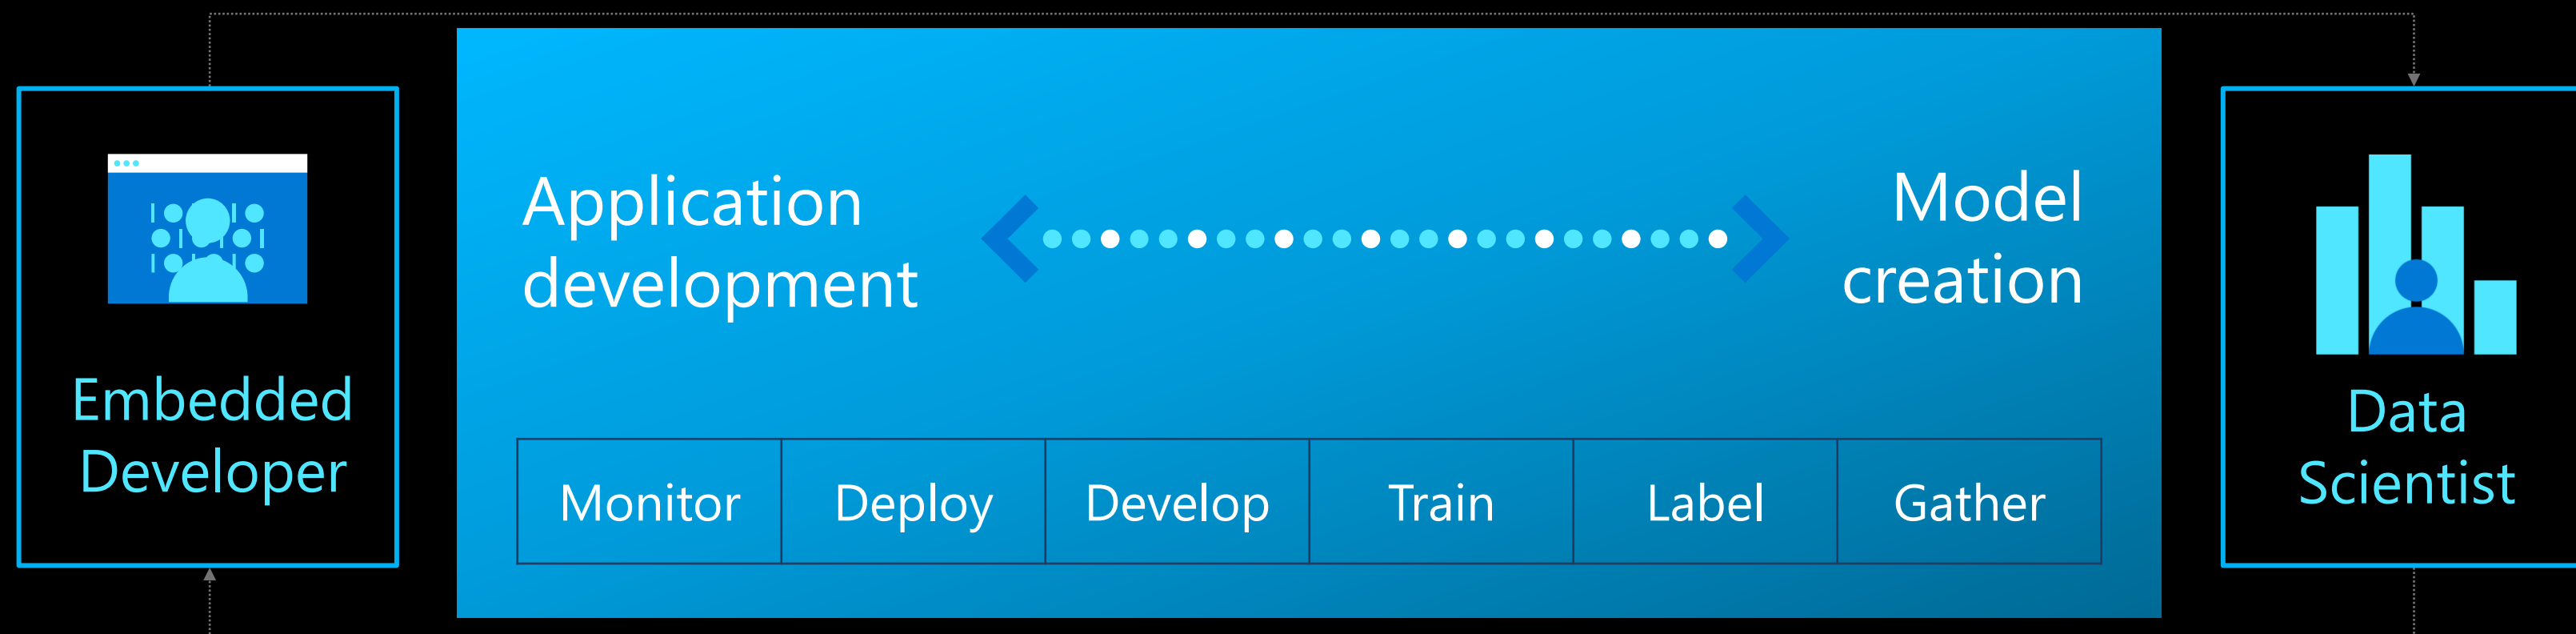 Embedded
Developer
Application
development
Model
creation
Monitor
Deploy
Develop
Train
Label
Gather
Data
Scientist